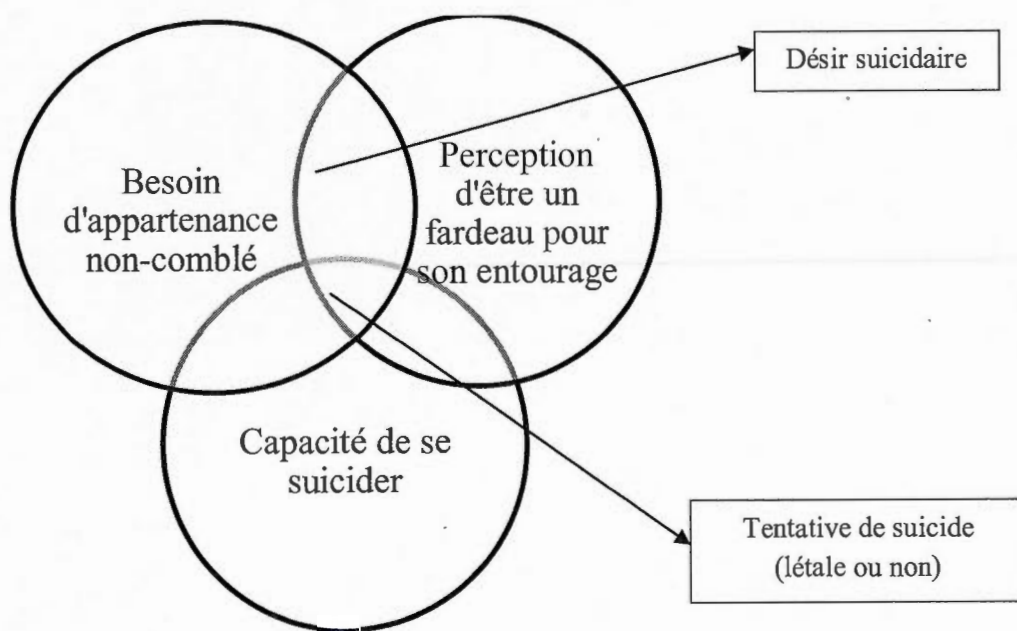 Désir suicidaire
Besoin
d'appartenance
non-comblé
Perception
d'être un
fardeau pour
son entourage
Capacité de se
suicider
Tentative de suicide
(létale ou non)